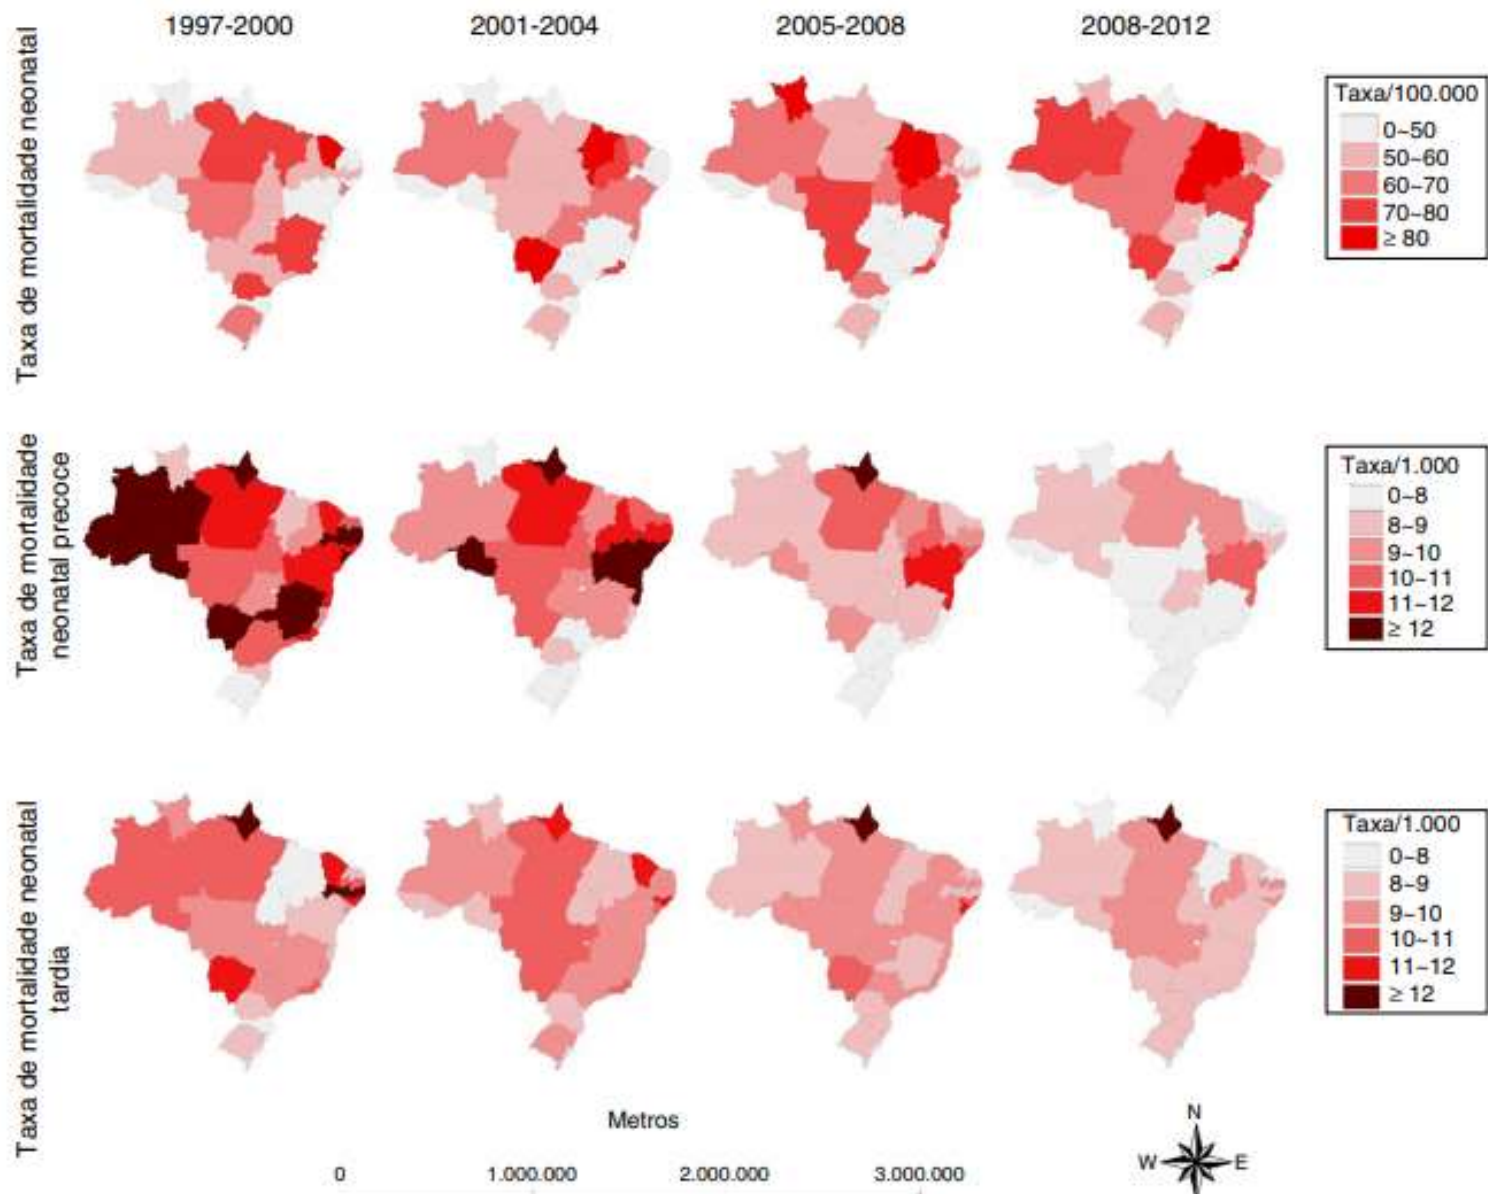 1997-2000 2001-2004 2005-2008 2008-2012
Taxa de mortalidade neonatal
Taxa/100.000
0~50
50~60
60~70
70~80
≥ 80
Taxa de mortalidade
neonatal precoce
Taxa/1.000
0~8
8~9
9~10
10~11
11~12
≥ 12
Taxa de mortalidade neonatal
tardia
Taxa/1.000
0~8
8~9
9~10
10~11
11~12
≥ 12
Metros
0 1.000.000 2.000.000 3.000.000
N
W E